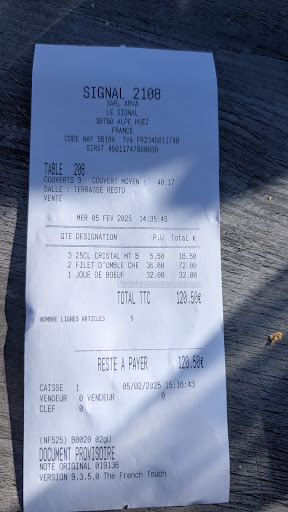 SIGNAL 2108
SARL ARVA
LE SIGNAL
38750 ALPE HUEZ
FRANCE
CODE NAF 5610A TVA FR2345011748
SIRET 45011747800039
TABLE 208
COUVERTS 3 COUVERT MOYEN : 40.17
SALLE : TERRASSE RESTO
VENTE
MER 05 FEV 2025 14:35:45
QTE DESIGNATION P.U Total €
3 25CL CRISTAL MT B 5.50 16.50
2 FILET D'OMBLE CHE 36.00 72.00
1 JOUE DE BOEUF 32.00 32.00
TOTAL TTC 120.50€
NOMBRE LIGNES ARTICLES 6
RESTE A PAYER 120.50€
CAISSE 1 05/02/2025 15:16:43
VENDEUR 0 VENDEUR 0
CLEF 0
(NF525) B0020 02gU
DOCUMENT PROVISOIRE
NOTE ORIGINAL 019136
VERSION 9.3.5.0 The French Touch